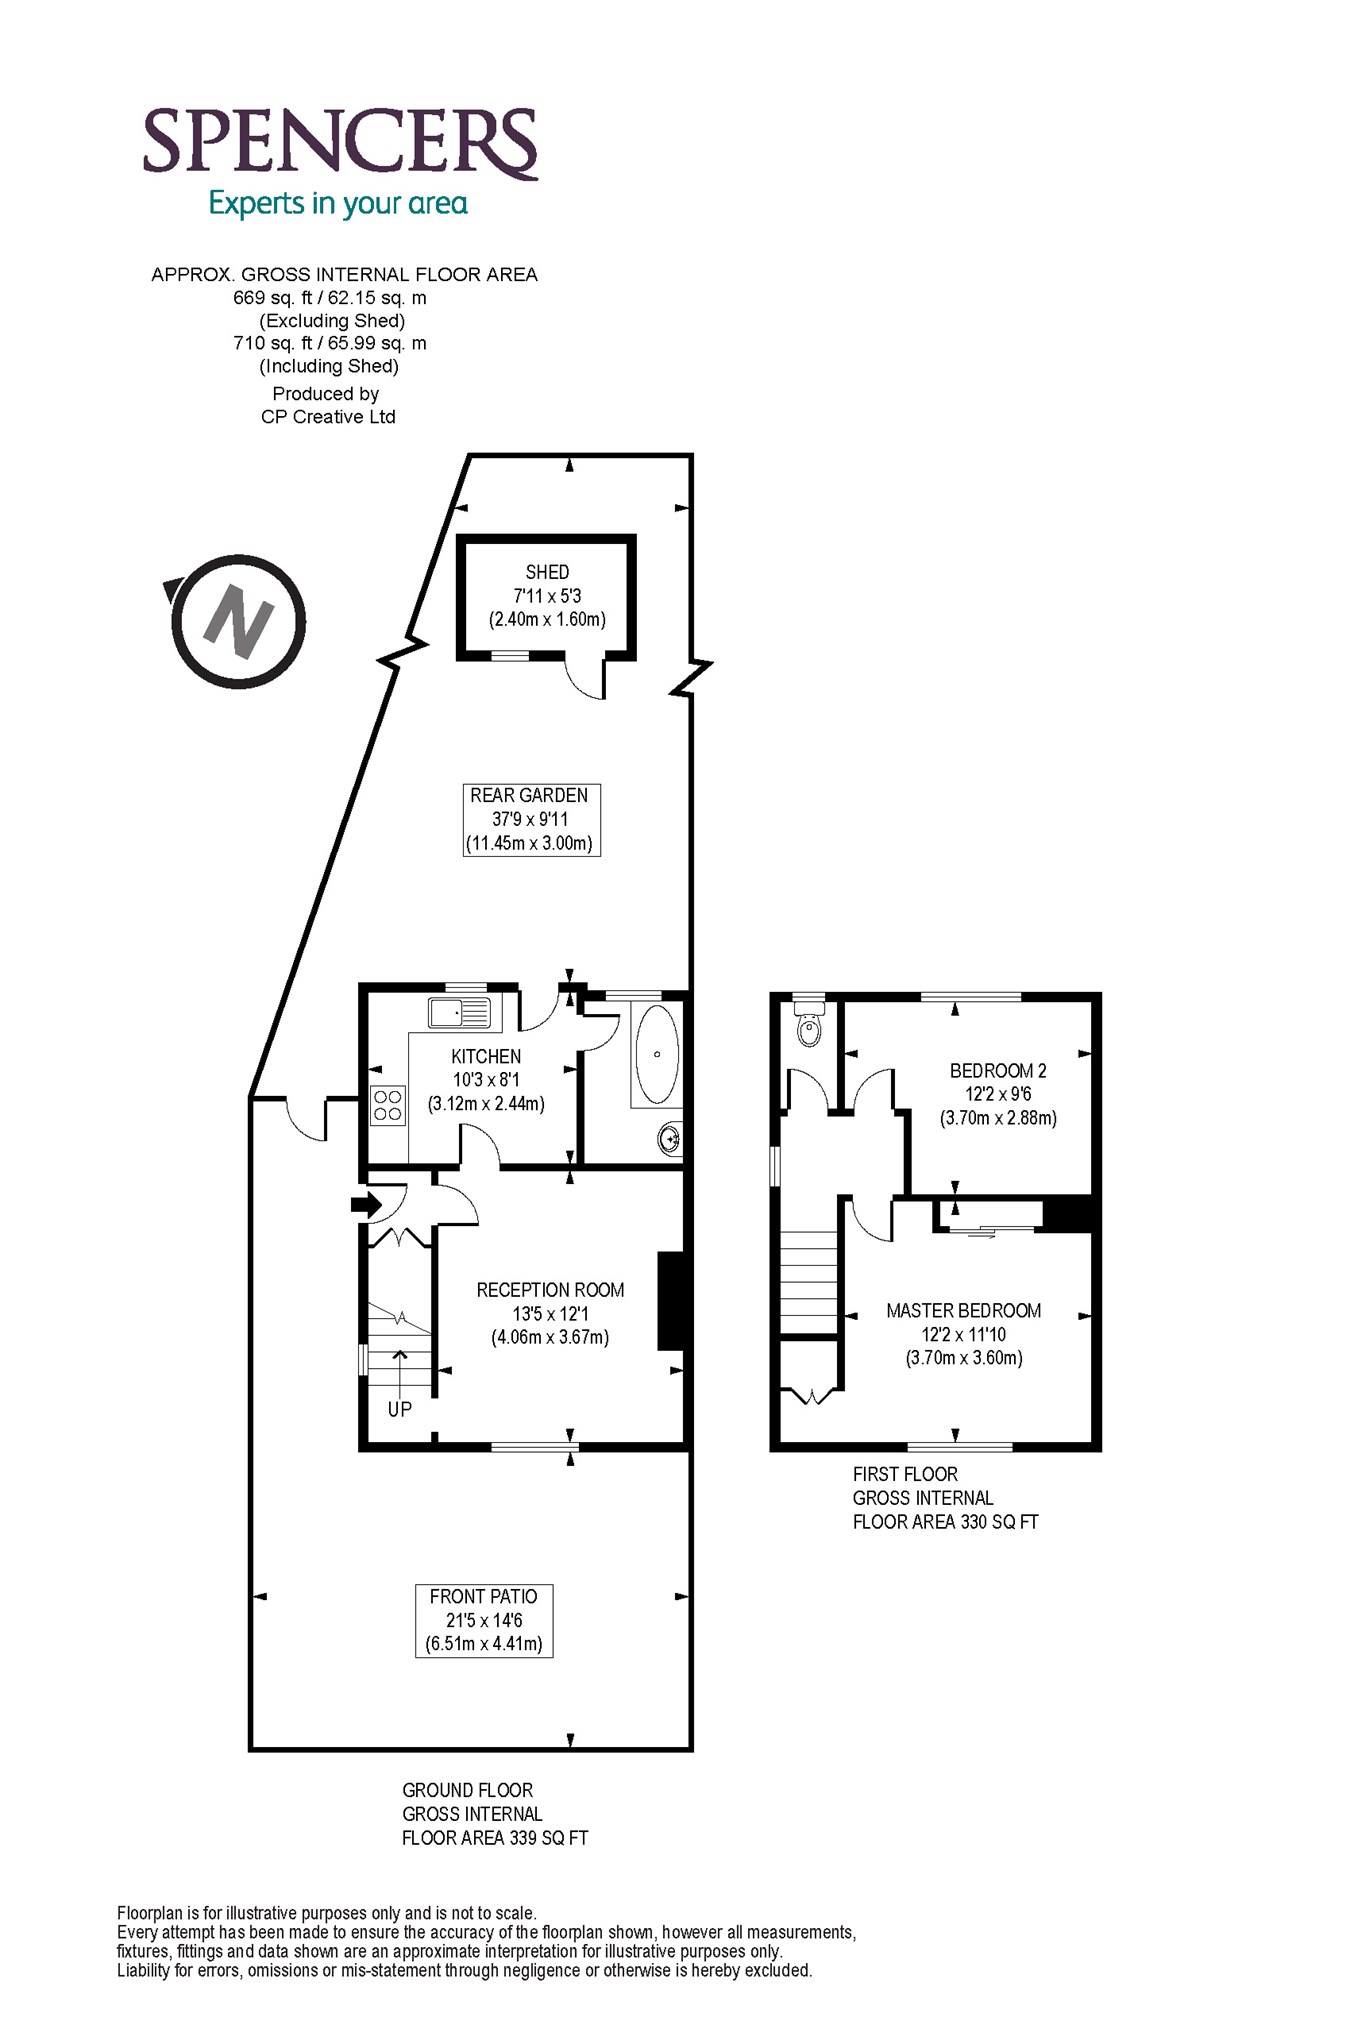 SPENCERS
Experts in your area
APPROX. GROSS INTERNAL FLOOR AREA
669 sq. ft / 62.15 sq. m
(Excluding Shed)
710 sq. ft / 65.99 sq. m
(Including Shed)
Produced by
CP Creative Ltd
N
SHED
7'11 x 5'3
(2.40m x 1.60m)
REAR GARDEN
37'9 x 9'11
(11.45m x 3.00m)
KITCHEN
10'3 x 8'1
(3.12m x 2.44m)
RECEPTION ROOM
13'5 x 12'1
(4.06m x 3.67m)
UP
FRONT PATIO
21'5 x 14'6
(6.51m x 4.41m)
GROUND FLOOR
GROSS INTERNAL
FLOOR AREA 339 SQ FT
BEDROOM 2
12'2 x 9'6
(3.70m x 2.88m)
MASTER BEDROOM
12'2 x 11'10
(3.70m x 3.60m)
FIRST FLOOR
GROSS INTERNAL
FLOOR AREA 330 SQ FT
Floorplan is for illustrative purposes only and is not to scale.
Every attempt has been made to ensure the accuracy of the floorplan shown, however all measurements,
fixtures, fittings and data shown are an approximate interpretation for illustrative purposes only.
Liability for errors, omissions or mis-statement through negligence or otherwise is hereby excluded.